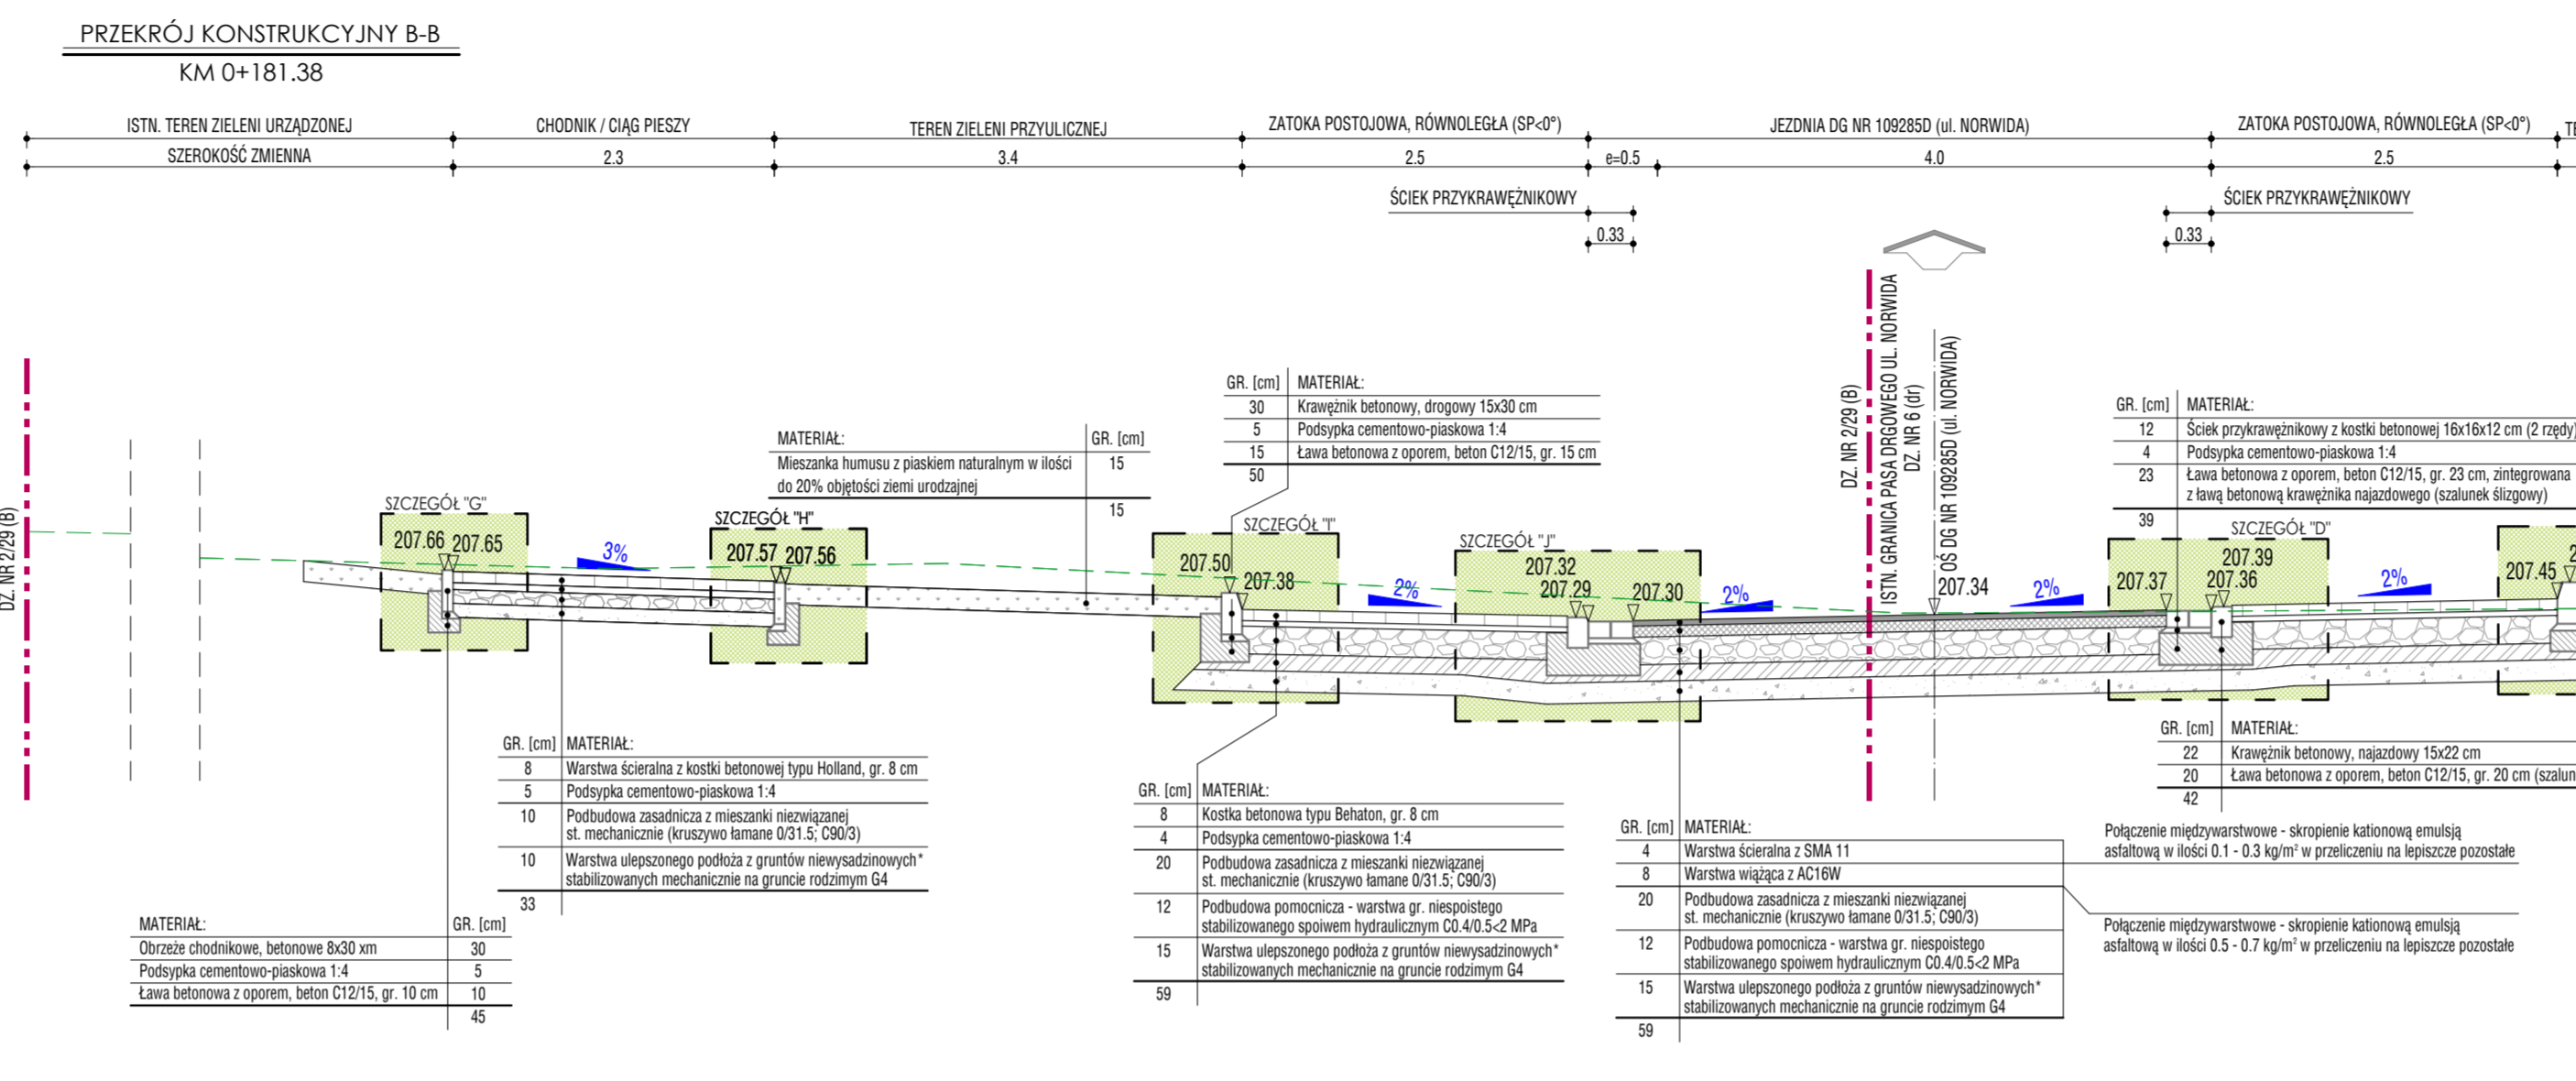 PRZEKRÓJ KONSTRUKCYJNY B-B
KM 0+181.38
ISTN. TEREN ZIELENI URZĄDZONEJ
CHODNIK / CIĄG PIESZY
TEREN ZIELENI PRZYULICZNEJ
ZATOKA POSTOJOWA, RÓWNOLEGŁA (SP<0°)
JEZDNIA DG NR 109285D (ul. NORWIDA)
ZATOKA POSTOJOWA, RÓWNOLEGŁA (SP<0°)
SZEROKOŚĆ ZMIENNA
2.3
3.4
2.5
e=0.5
4.0
2.5
ŚCIEK PRZYKRAWĘŻNIKOWY
ŚCIEK PRZYKRAWĘŻNIKOWY
0.33
0.33
DZ. NR 2/29 (B)
DZ. NR 2/29 (B)
ISTN. GRANICA PASA DRGOWEGO UL. NORWIDA
DZ. NR 6 (dr)
OŚ DG NR 109285D (ul. NORWIDA)
GR. [cm] MATERIAŁ:
30 Krawężnik betonowy, drogowy 15x30 cm
5 Podsypka cementowo-piaskowa 1:4
15 Ława betonowa z oporem, beton C12/15, gr. 15 cm
50
MATERIAŁ: GR. [cm]
Mieszanka humusu z piaskiem naturalnym w ilości 15
do 20% objętości ziemi urodzajnej
15
GR. [cm] MATERIAŁ:
12 Ściek przykrawężnikowy z kostki betonowej 16x16x12 cm (2 rzędy)
4 Podsypka cementowo-piaskowa 1:4
23 Ława betonowa z oporem, beton C12/15, gr. 23 cm, zintegrowana
z ławą betonową krawężnika najazdowego (szalunek ślizgowy)
39
SZCZEGÓŁ "G"
207.66 207.65
3%
SZCZEGÓŁ "H"
207.57 207.56
SZCZEGÓŁ "I"
207.50
207.38
2%
SZCZEGÓŁ "J"
207.32
207.29
207.30
2%
207.34
2%
SZCZEGÓŁ "D"
207.39
207.37
207.36
2%
207.45
GR. [cm] MATERIAŁ:
8 Warstwa ścieralna z kostki betonowej typu Holland, gr. 8 cm
5 Podsypka cementowo-piaskowa 1:4
10 Podbudowa zasadnicza z mieszanki niezwiązanej
st. mechanicznie (kruszywo łamane 0/31.5; C90/3)
10 Warstwa ulepszonego podłoża z gruntów niewysadzinowych*
stabilizowanych mechanicznie na gruncie rodzimym G4
33
MATERIAŁ: GR. [cm]
Obrzeże chodnikowe, betonowe 8x30 xm 30
Podsypka cementowo-piaskowa 1:4 5
Ława betonowa z oporem, beton C12/15, gr. 10 cm 10
45
GR. [cm] MATERIAŁ:
8 Kostka betonowa typu Behaton, gr. 8 cm
4 Podsypka cementowo-piaskowa 1:4
20 Podbudowa zasadnicza z mieszanki niezwiązanej
st. mechanicznie (kruszywo łamane 0/31.5; C90/3)
12 Podbudowa pomocnicza - warstwa gr. niespoistego
stabilizowanego spoiwem hydraulicznym C0.4/0.5<2 MPa
15 Warstwa ulepszonego podłoża z gruntów niewysadzinowych*
stabilizowanych mechanicznie na gruncie rodzimym G4
59
GR. [cm] MATERIAŁ:
4 Warstwa ścieralna z SMA 11
8 Warstwa wiążąca z AC16W
20 Podbudowa zasadnicza z mieszanki niezwiązanej
st. mechanicznie (kruszywo łamane 0/31.5; C90/3)
12 Podbudowa pomocnicza - warstwa gr. niespoistego
stabilizowanego spoiwem hydraulicznym C0.4/0.5<2 MPa
15 Warstwa ulepszonego podłoża z gruntów niewysadzinowych*
stabilizowanych mechanicznie na gruncie rodzimym G4
59
GR. [cm] MATERIAŁ:
22 Krawężnik betonowy, najazdowy 15x22 cm
20 Ława betonowa z oporem, beton C12/15, gr. 20 cm
42
Połączenie międzywarstwowe - skropienie kationową emulsją
asfaltową w ilości 0.1 - 0.3 kg/m² w przeliczeniu na lepiszcze pozostałe
Połączenie międzywarstwowe - skropienie kationową emulsją
asfaltową w ilości 0.5 - 0.7 kg/m² w przeliczeniu na lepiszcze pozostałe